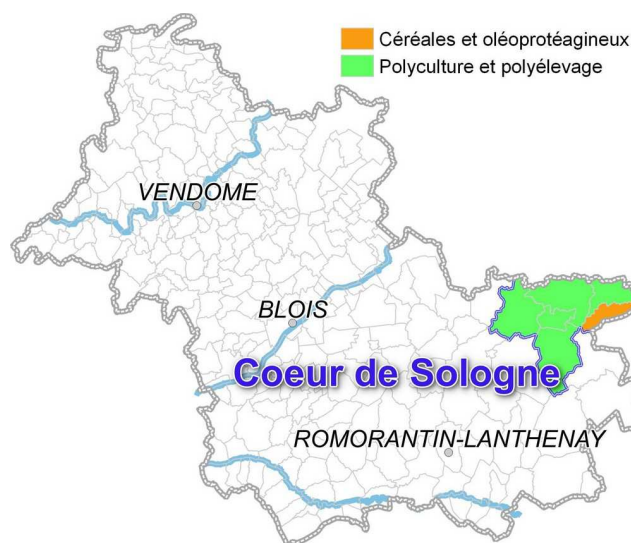 Céréales et oléoprotéagineux
Polyculture et polyélevage
VENDOME
BLOIS
Coeur de Sologne
ROMORANTIN-LANTHENAY